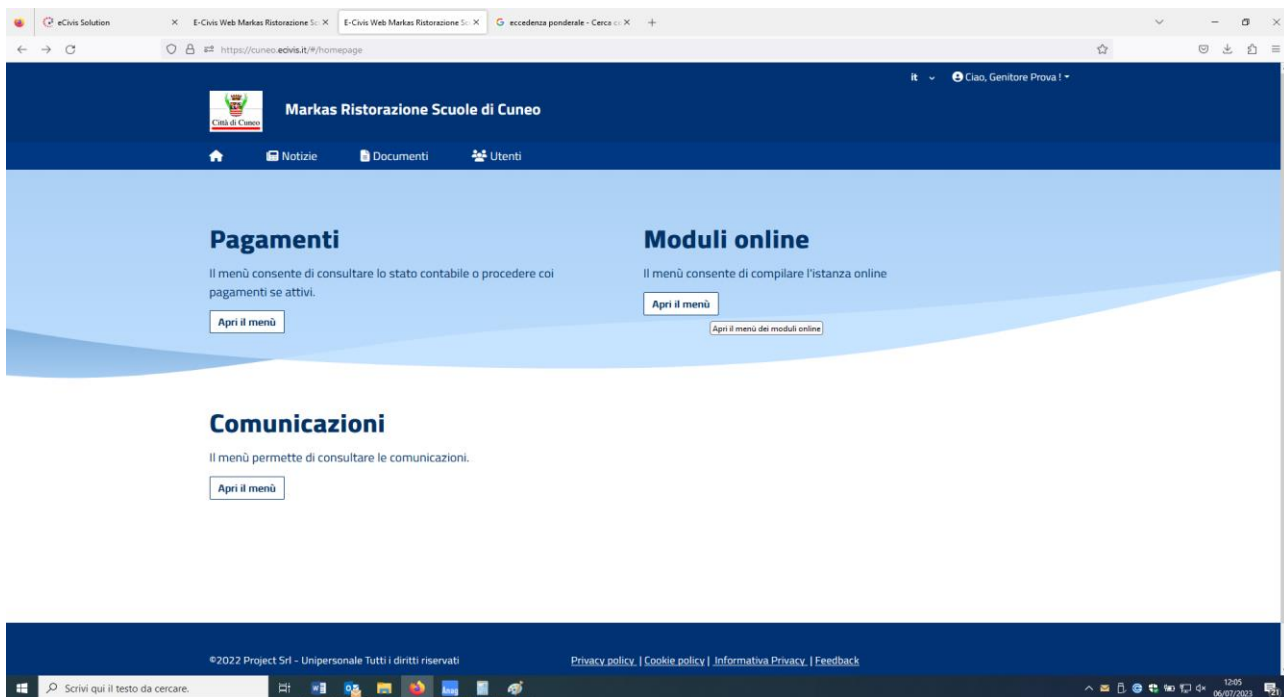 eCivis Solution
E-Civis Web Markas Ristorazione Sc
E-Civis Web Markas Ristorazione Sc
eccedenza ponderale - Cerca co
https://cuneo.ecivis.it/#/homepage
it
Ciao, Genitore Prova !
Città di Cuneo
Markas Ristorazione Scuole di Cuneo
Notizie
Documenti
Utenti
Pagamenti
Il menù consente di consultare lo stato contabile o procedere coi
pagamenti se attivi.
Apri il menù
Moduli online
Il menù consente di compilare l'istanza online
Apri il menù
Apri il menù dei moduli online
Comunicazioni
Il menù permette di consultare le comunicazioni.
Apri il menù
©2022 Project Srl - Unipersonale Tutti i diritti riservati
Privacy policy | Cookie policy | Informativa Privacy | Feedback
Scrivi qui il testo da cercare.
12:05
06/07/2023